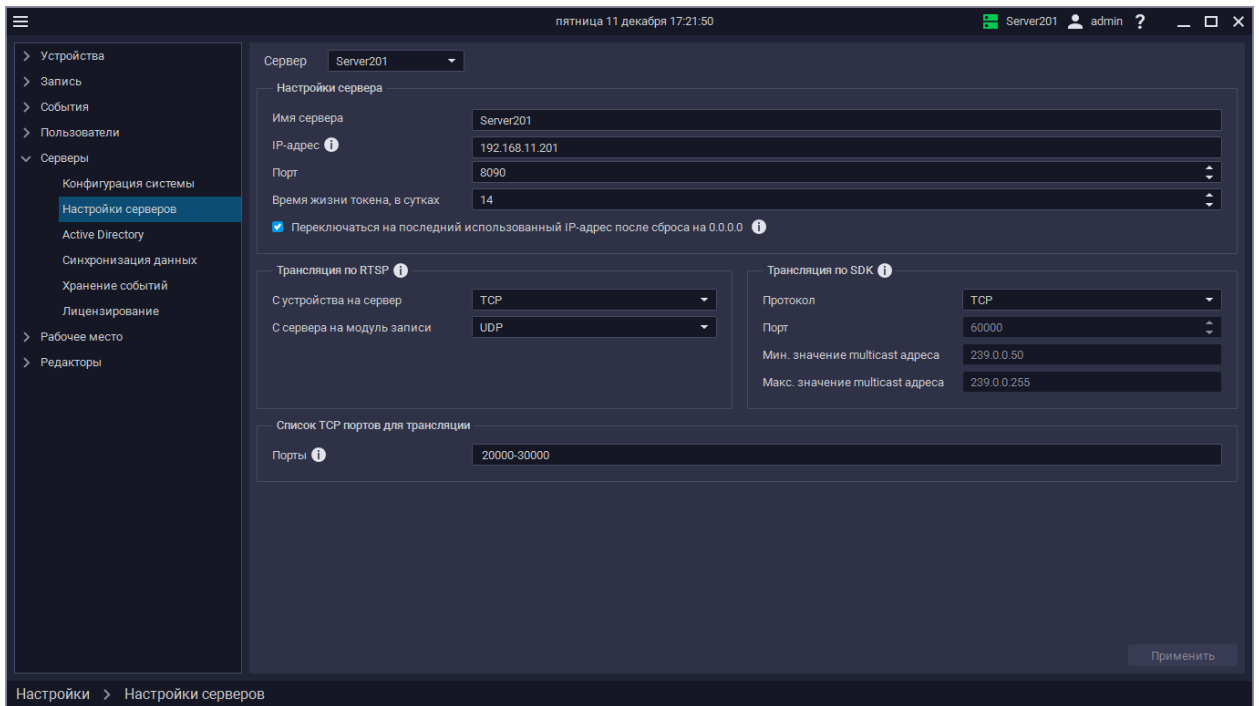 пятница 11 декабря 17:21:50
Server201 admin ?
Устройства
Запись
События
Пользователи
Серверы
Конфигурация системы
Настройки серверов
Active Directory
Синхронизация данных
Хранение событий
Лицензирование
Рабочее место
Редакторы
Сервер Server201
Настройки сервера
Имя сервера Server201
IP-адрес 192.168.11.201
Порт 8090
Время жизни токена, в сутках 14
Переключаться на последний использованный IP-адрес после сброса на 0.0.0.0
Трансляция по RTSP
С устройства на сервер TCP
С сервера на модуль записи UDP
Трансляция по SDK
Протокол TCP
Порт 60000
Мин. значение multicast адреса 239.0.0.50
Макс. значение multicast адреса 239.0.0.255
Список TCP портов для трансляции
Порты 20000-30000
Применить
Настройки > Настройки серверов